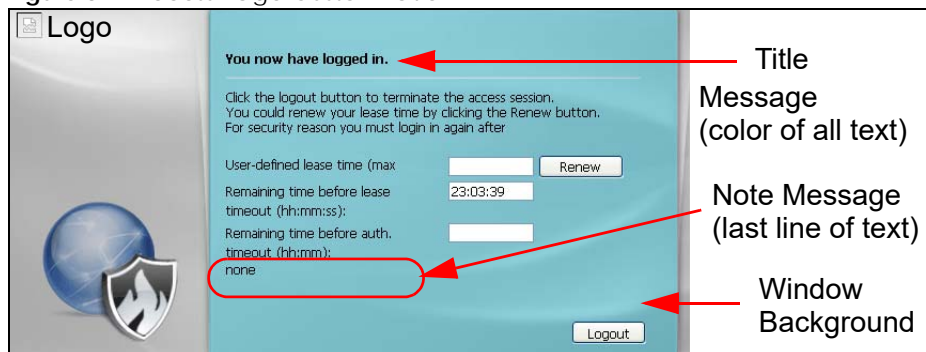 Logo
You now have logged in.
Title
Click the logout button to terminate the access session.
You could renew your lease time by clicking the Renew button.
For security reason you must login in again after
Message
(color of all text)
User-defined lease time (max
Renew
Remaining time before lease
timeout (hh:mm:ss):
23:03:39
Remaining time before auth.
timeout (hh:mm):
none
Note Message
(last line of text)
Window
Background
Logout